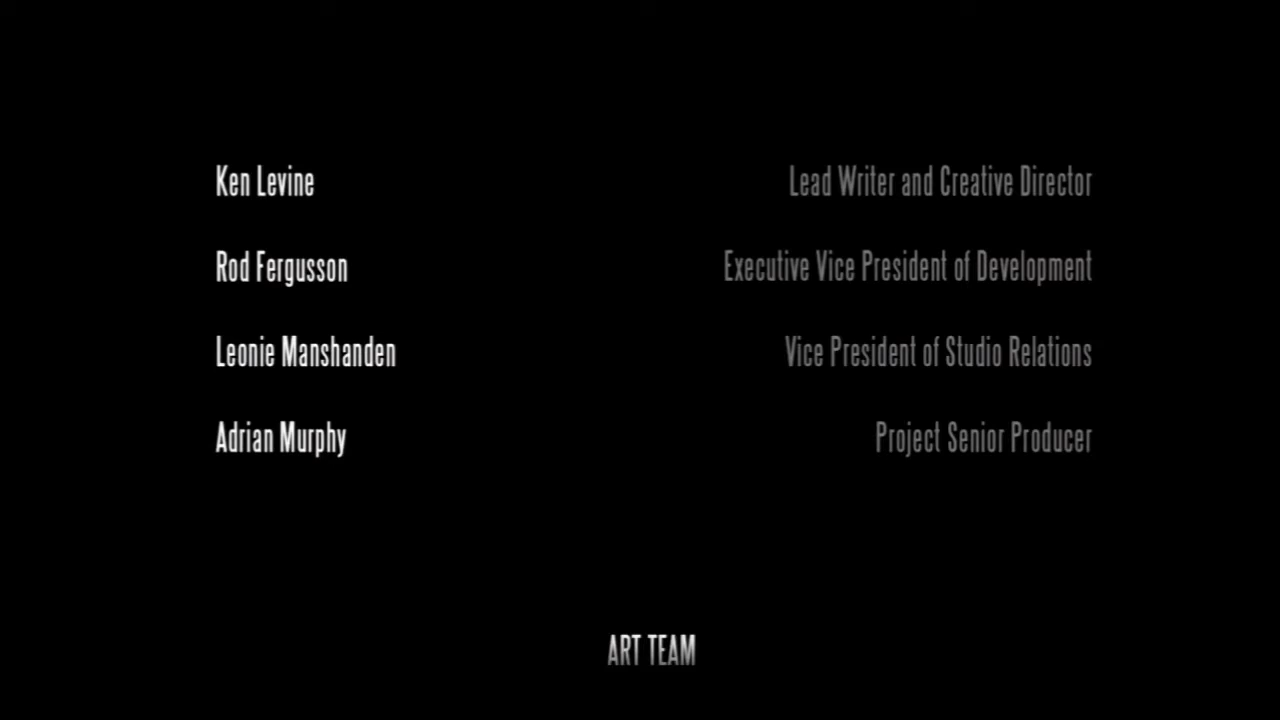 Ken Levine Lead Writer and Creative Director
Rod Fergusson Executive Vice President of Development
Leonie Manshanden Vice President of Studio Relations
Adrian Murphy Project Senior Producer
ART TEAM